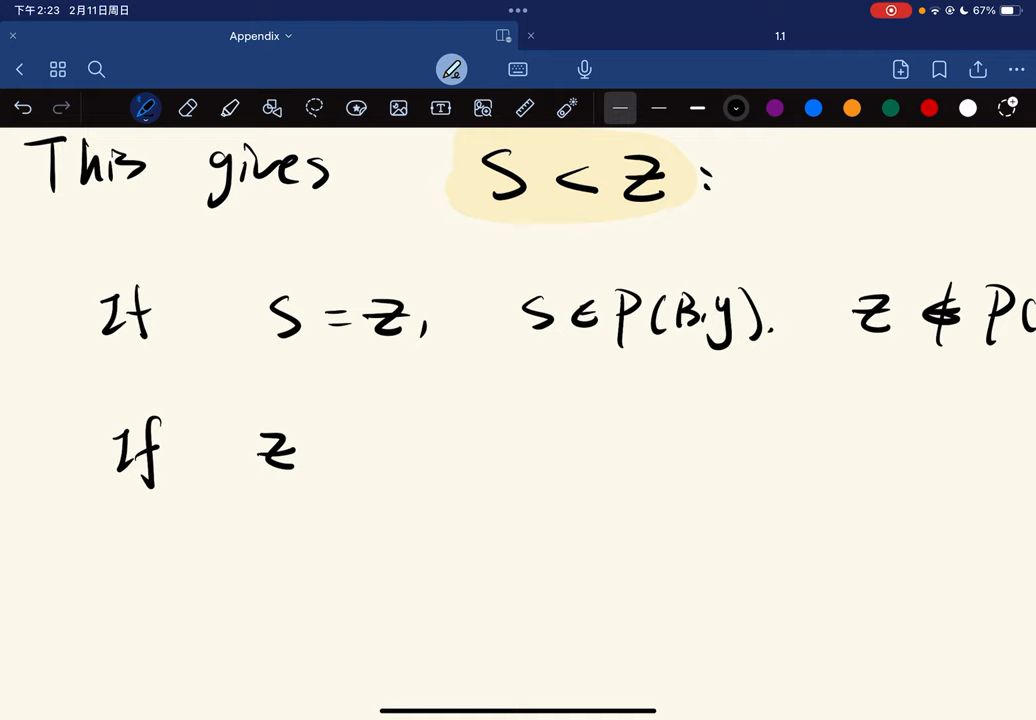 下午2:23 2月11日周日 67%
Appendix 1.1
This gives S < Z :
If S = Z, S ∈ P(B,y). Z ∉ P(
If Z